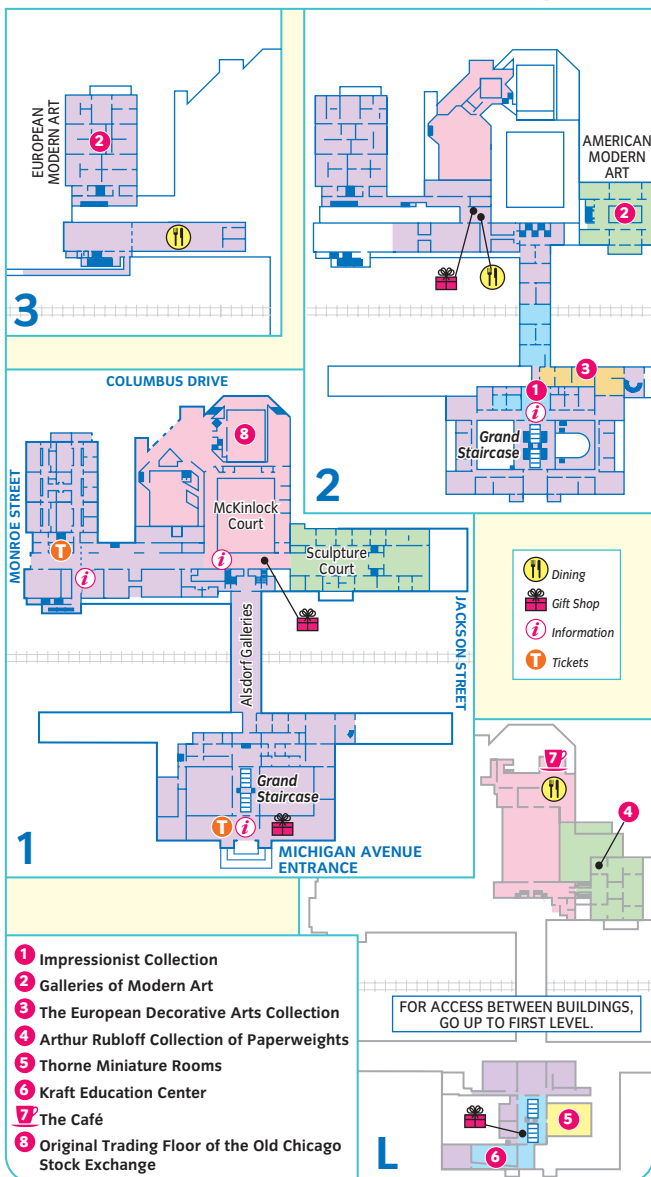 EUROPEAN
MODERN ART
2
3
AMERICAN
MODERN
ART
2
3
1
i
Grand
Staircase
2
COLUMBUS DRIVE
MONROE STREET
8
McKinlock
Court
T
i
i
Sculpture
Court
Alsdorf Galleries
JACKSON STREET
Grand
Staircase
T
i
1
MICHIGAN AVENUE
ENTRANCE
Dining
Gift Shop
i Information
T Tickets
7
4
FOR ACCESS BETWEEN BUILDINGS,
GO UP TO FIRST LEVEL.
5
6
L
1 Impressionist Collection
2 Galleries of Modern Art
3 The European Decorative Arts Collection
4 Arthur Rubloff Collection of Paperweights
5 Thorne Miniature Rooms
6 Kraft Education Center
7 The Café
8 Original Trading Floor of the Old Chicago
Stock Exchange